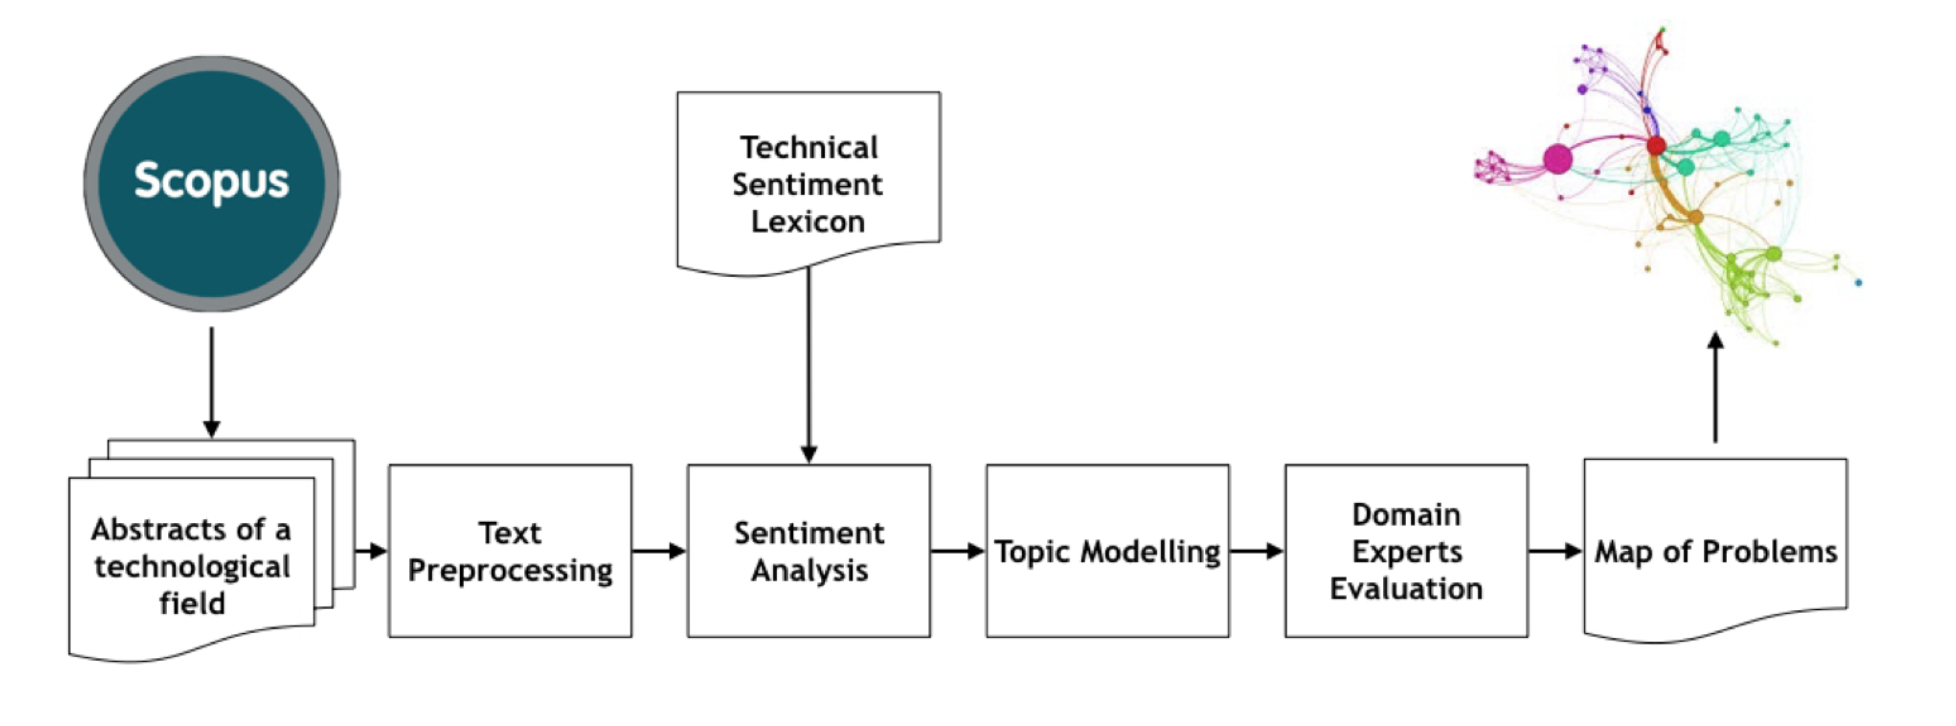 Scopus
Technical
Sentiment
Lexicon
Abstracts of a
technological
field
Text
Preprocessing
Sentiment
Analysis
Topic Modelling
Domain
Experts
Evaluation
Map of Problems